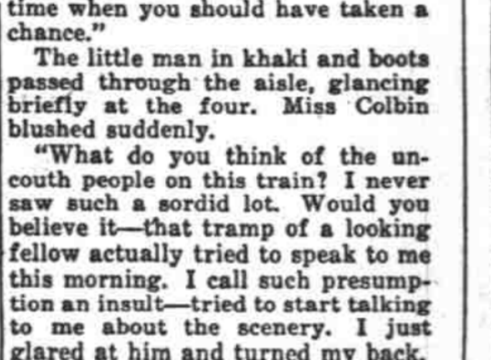 time when you should have taken a
chance."
The little man in khaki and boots
passed through the aisle, glancing
briefly at the four. Miss Colbin
blushed suddenly.
"What do you think of the un-
couth people on this train? I never
saw such a sordid lot. Would you
believe it—that tramp of a looking
fellow actually tried to speak to me
this morning. I call such presump-
tion an insult—tried to start talking
to me about the scenery. I just
glared at him and turned my back.